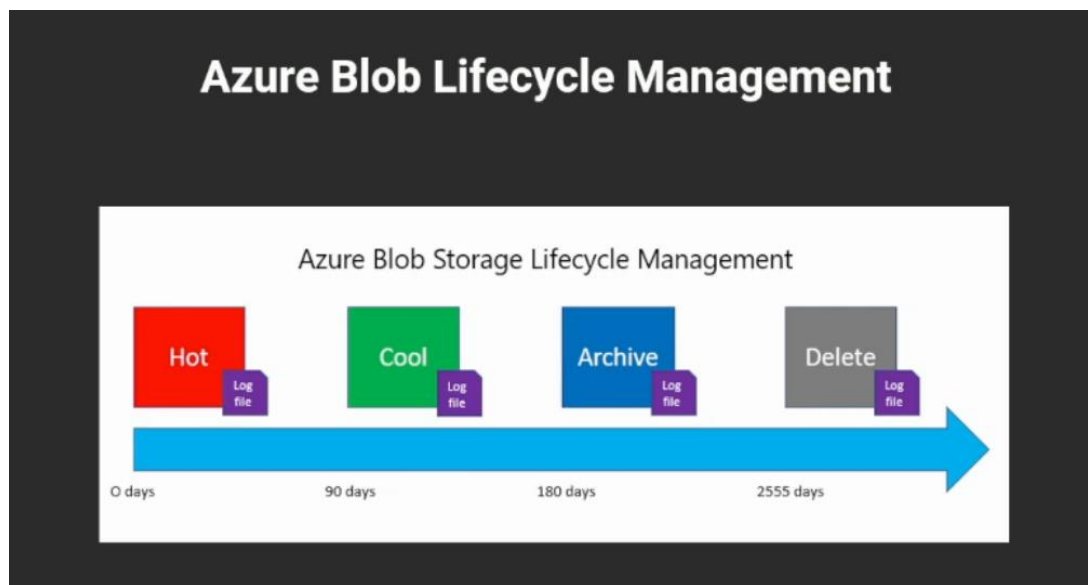 Azure Blob Lifecycle Management
Azure Blob Storage Lifecycle Management
Hot
Log
file
Cool
Log
file
Archive
Log
file
Delete
Log
file
O days
90 days
180 days
2555 days